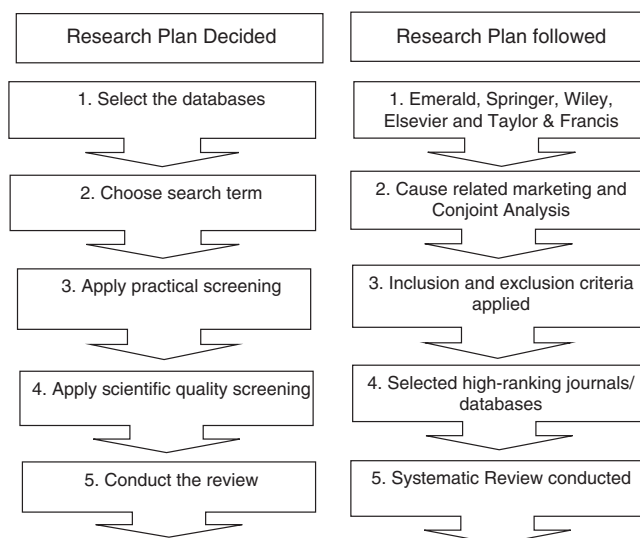 Research Plan Decided
1. Select the databases
2. Choose search term
3. Apply practical screening
4. Apply scientific quality screening
5. Conduct the review
Research Plan followed
1. Emerald, Springer, Wiley,
Elsevier and Taylor & Francis
2. Cause related marketing and
Conjoint Analysis
3. Inclusion and exclusion criteria
applied
4. Selected high-ranking journals/
databases
5. Systematic Review conducted